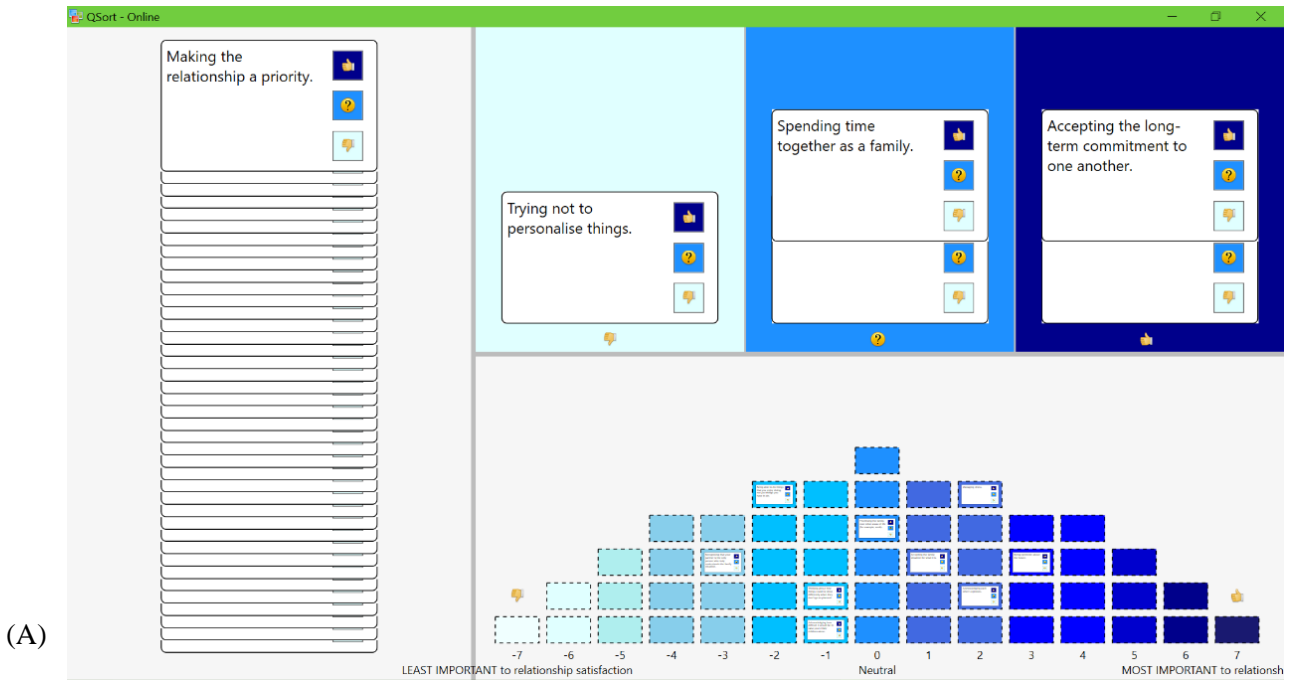 QSort - Online
Making the
relationship a priority.
Trying not to
personalise things.
Spending time
together as a family.
Accepting the long-
term commitment to
one another.
(A)
-7 -6 -5 -4 -3 -2 -1 0 1 2 3 4 5 6 7
LEAST IMPORTANT to relationship satisfaction Neutral MOST IMPORTANT to relationsh